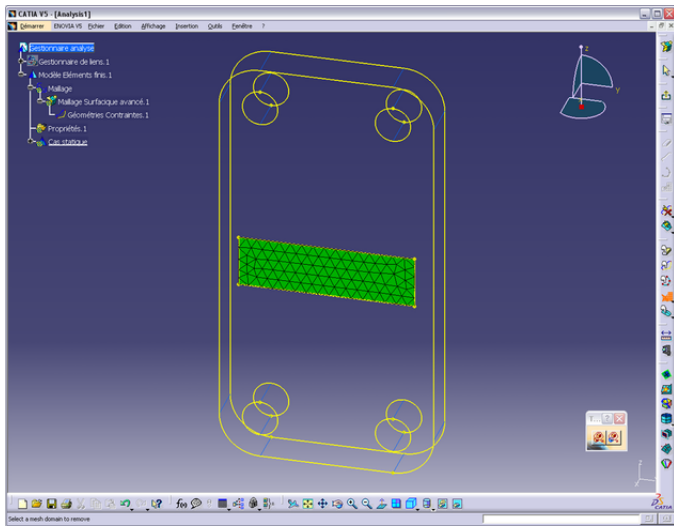 CATIA V5 - [Analysis1]
Démarrer ENOVIA V5 Fichier Edition Affichage Insertion Outils Fenêtre ?
Gestionnaire analyse
Gestionnaire de liens.1
Modèle Eléments finis.1
Maillage
Maillage Surfacique avancé.1
Géométries Contraintes.1
Propriétés.1
Cas statique
z
y
T...
f(x)
z
CATIA
Select a mesh domain to remove